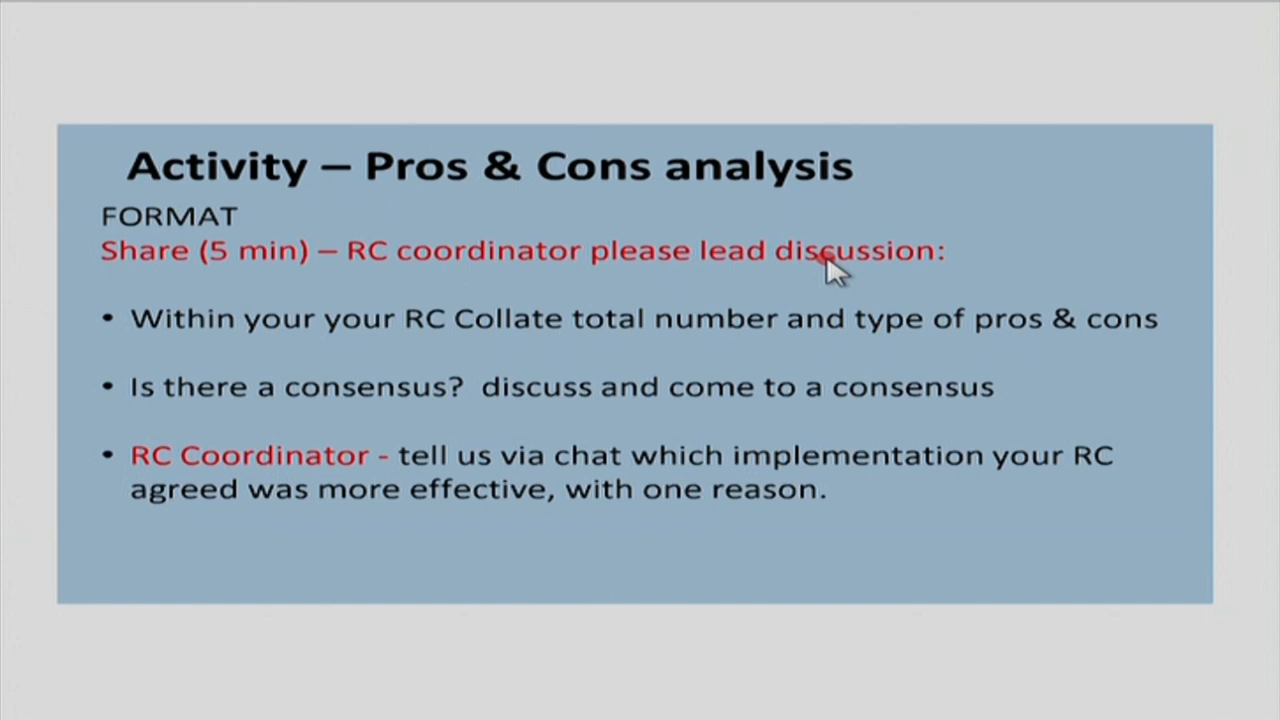 Activity – Pros & Cons analysis
FORMAT
Share (5 min) – RC coordinator please lead discussion:
• Within your your RC Collate total number and type of pros & cons
• Is there a consensus?  discuss and come to a consensus
• RC Coordinator - tell us via chat which implementation your RC
agreed was more effective, with one reason.